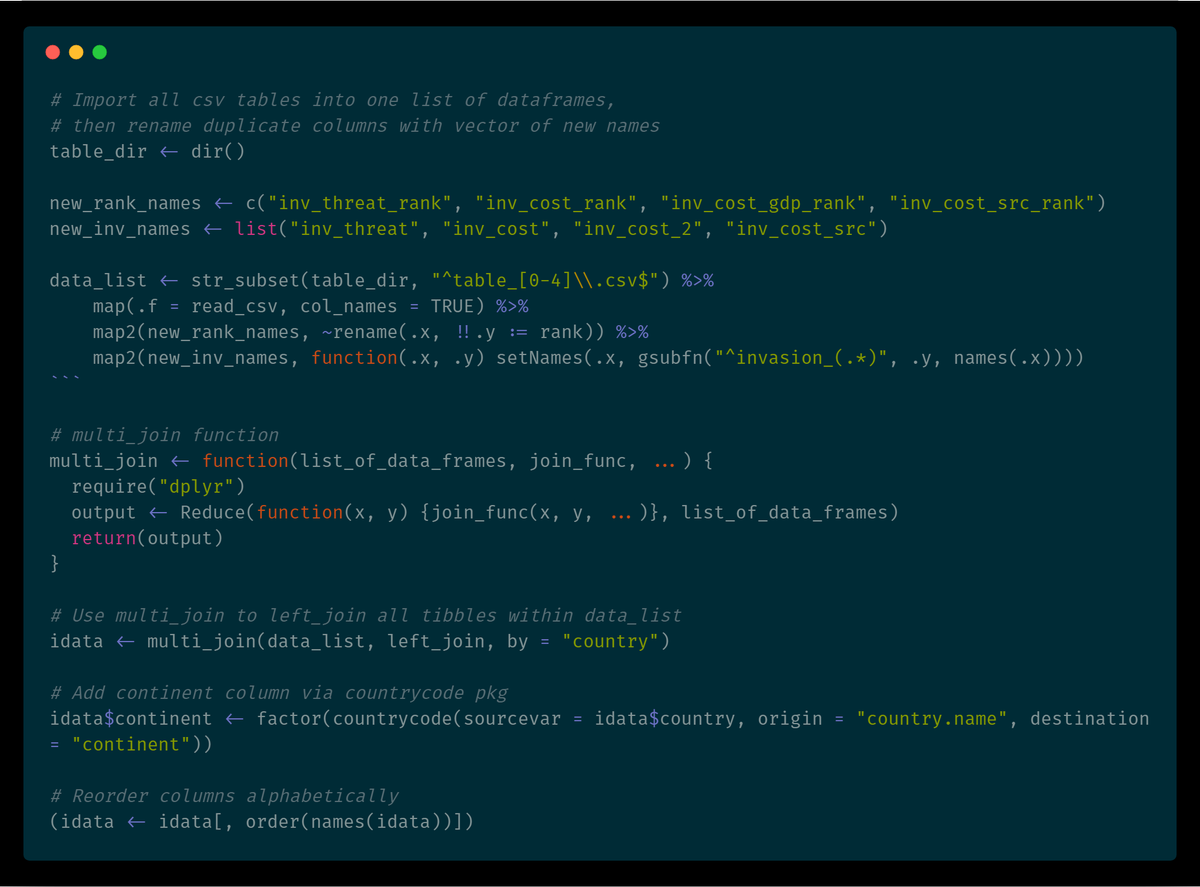 # Import all csv tables into one list of dataframes,
# then rename duplicate columns with vector of new names
table_dir <- dir()

new_rank_names <- c("inv_threat_rank", "inv_cost_rank", "inv_cost_gdp_rank", "inv_cost_src_rank")
new_inv_names <- list("inv_threat", "inv_cost", "inv_cost_2", "inv_cost_src")

data_list <- str_subset(table_dir, "^table_[0-4]\\.csv$") %>%
    map(.f = read_csv, col_names = TRUE) %>%
    map2(new_rank_names, ~rename(.x, !!.y := rank)) %>%
    map2(new_inv_names, function(.x, .y) setNames(.x, gsubfn("^invasion_(.*)", .y, names(.x))))
```

# multi_join function
multi_join <- function(list_of_data_frames, join_func, ...) {
  require("dplyr")
  output <- Reduce(function(x, y) {join_func(x, y, ...)}, list_of_data_frames)
  return(output)
}

# Use multi_join to left_join all tibbles within data_list
idata <- multi_join(data_list, left_join, by = "country")

# Add continent column via countrycode pkg
idata$continent <- factor(countrycode(sourcevar = idata$country, origin = "country.name", destination
= "continent"))

# Reorder columns alphabetically
(idata <- idata[, order(names(idata))])